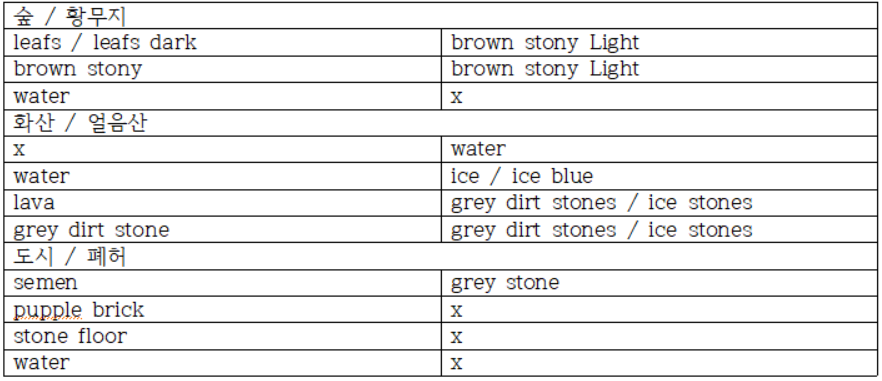 숲 / 황무지
leafs / leafs dark brown stony Light
brown stony brown stony Light
water x
화산 / 얼음산
x water
water ice / ice blue
lava grey dirt stones / ice stones
grey dirt stone grey dirt stones / ice stones
도시 / 폐허
semen grey stone
pupple brick x
stone floor x
water x